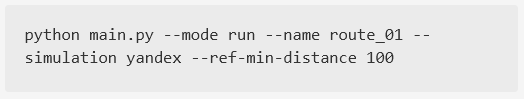 python main.py --mode run --name route_01 --
simulation yandex --ref-min-distance 100